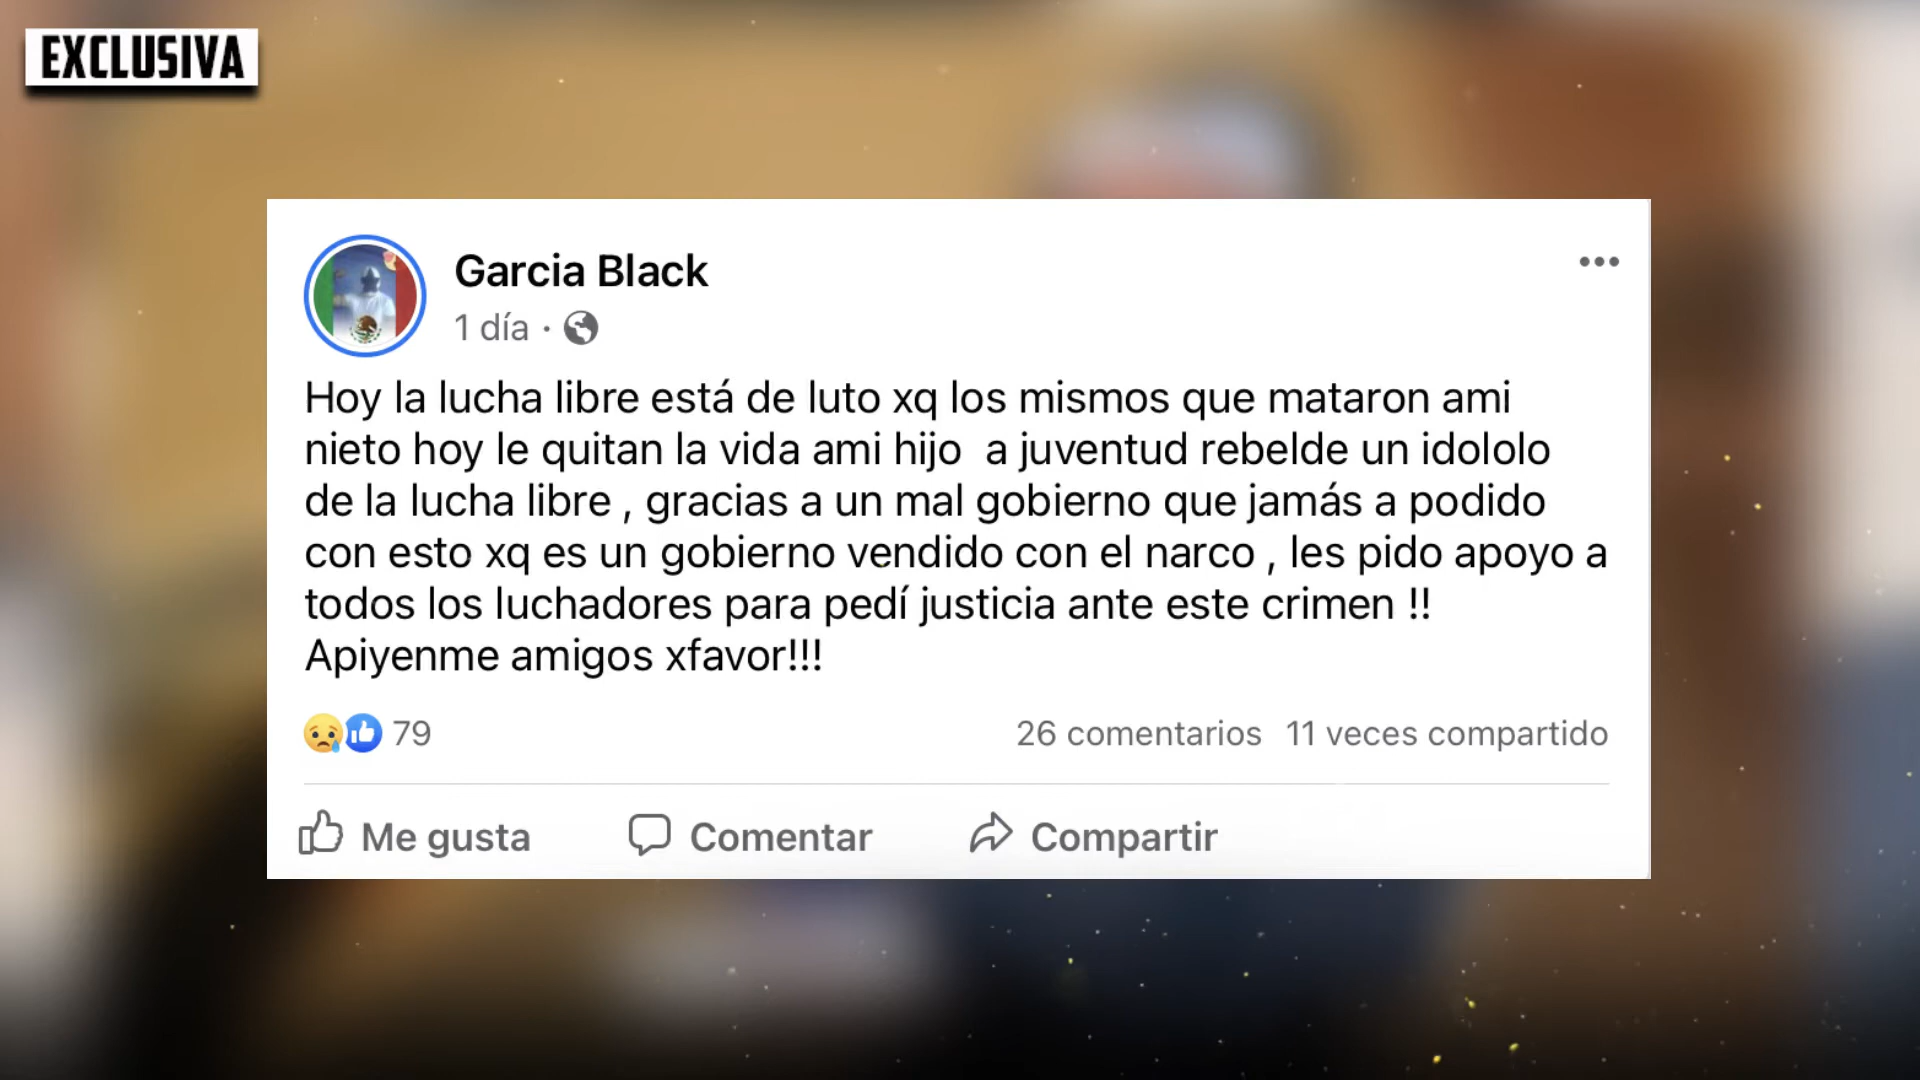 EXCLUSIVA
Garcia Black
1 día ·
Hoy la lucha libre está de luto xq los mismos que mataron ami
nieto hoy le quitan la vida ami hijo  a juventud rebelde un idololo
de la lucha libre , gracias a un mal gobierno que jamás a podido
con esto xq es un gobierno vendido con el narco , les pido apoyo a
todos los luchadores para pedí justicia ante este crimen !!
Apiyenme amigos xfavor!!!
79 26 comentarios 11 veces compartido
Me gusta Comentar Compartir